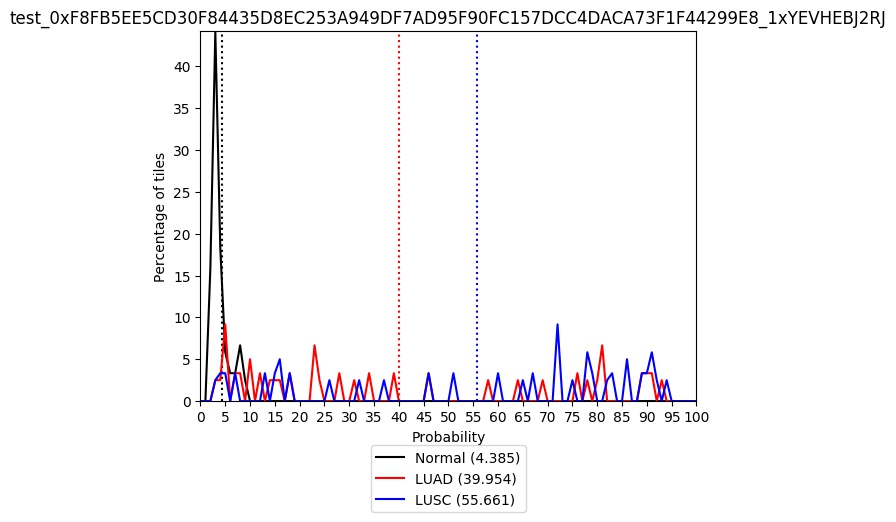 test_0xF8FB5EE5CD30F84435D8EC253A949DF7AD95F90FC157DCC4DACA73F1F44299E8_1xYEVHEBJ2RJ
40
35
30
25
20
15
10
5
0
Percentage of tiles
0 5 10 15 20 25 30 35 40 45 50 55 60 65 70 75 80 85 90 95 100
Probability
Normal (4.385)
LUAD (39.954)
LUSC (55.661)